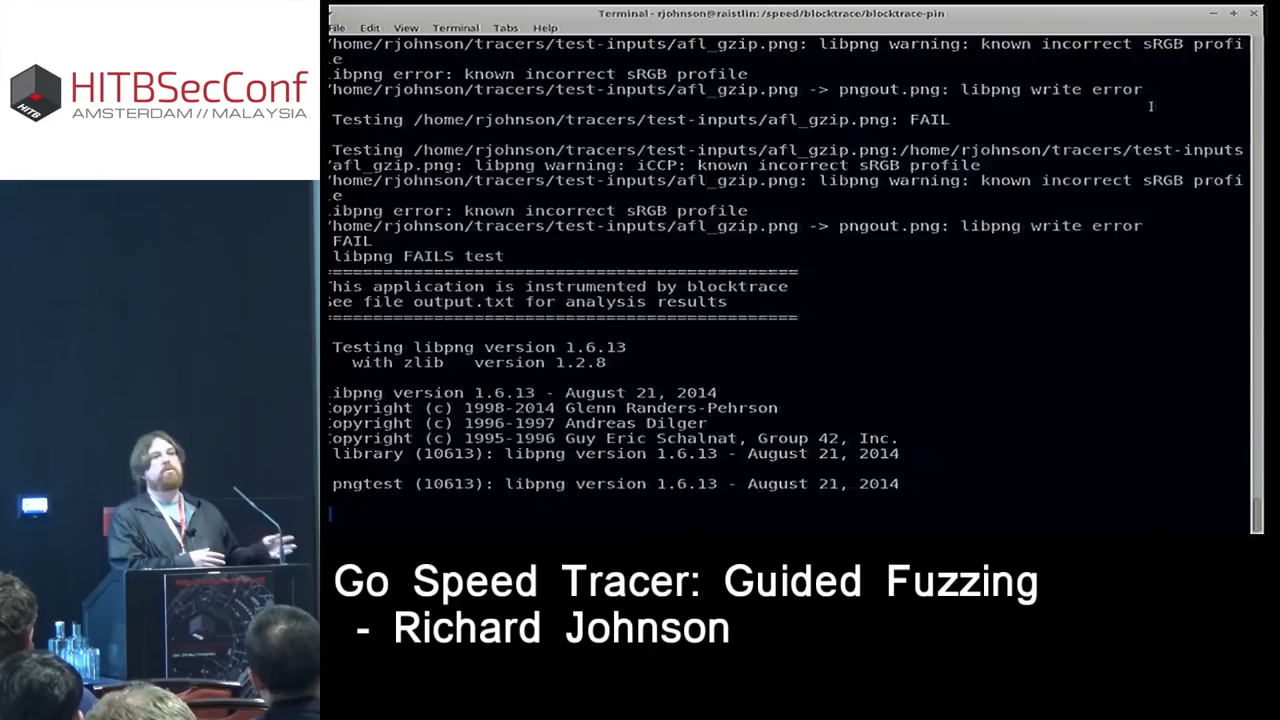 HITBSecConf
AMSTERDAM // MALAYSIA
HITB
Terminal - rjohnson@raistlin: /speed/blocktrace/blocktrace-pin
File Edit View Terminal Tabs Help
/home/rjohnson/tracers/test-inputs/afl_gzip.png: libpng warning: known incorrect sRGB profi
e
ibpng error: known incorrect sRGB profile
/home/rjohnson/tracers/test-inputs/afl_gzip.png -> pngout.png: libpng write error
Testing /home/rjohnson/tracers/test-inputs/afl_gzip.png: FAIL
Testing /home/rjohnson/tracers/test-inputs/afl_gzip.png:/home/rjohnson/tracers/test-inputs
/afl_gzip.png: libpng warning: iCCP: known incorrect sRGB profile
/home/rjohnson/tracers/test-inputs/afl_gzip.png: libpng warning: known incorrect sRGB profi
e
ibpng error: known incorrect sRGB profile
/home/rjohnson/tracers/test-inputs/afl_gzip.png -> pngout.png: libpng write error
FAIL
libpng FAILS test
===============================================
This application is instrumented by blocktrace
See file output.txt for analysis results
===============================================
Testing libpng version 1.6.13
with zlib version 1.2.8
libpng version 1.6.13 - August 21, 2014
Copyright (c) 1998-2014 Glenn Randers-Pehrson
Copyright (c) 1996-1997 Andreas Dilger
Copyright (c) 1995-1996 Guy Eric Schalnat, Group 42, Inc.
library (10613): libpng version 1.6.13 - August 21, 2014
pngtest (10613): libpng version 1.6.13 - August 21, 2014
Go Speed Tracer: Guided Fuzzing
- Richard Johnson